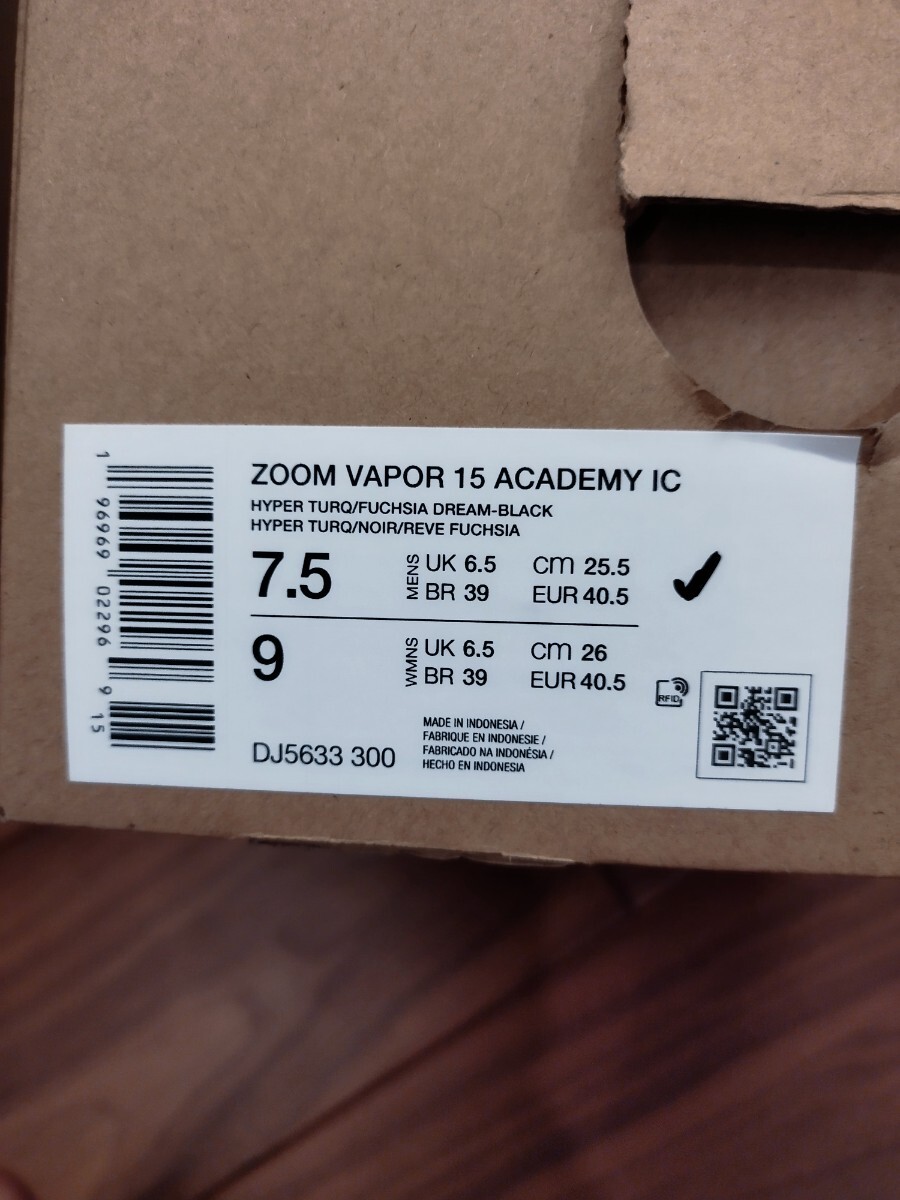 ZOOM VAPOR 15 ACADEMY IC
HYPER TURQ/FUCHSIA DREAM-BLACK
HYPER TURQ/NOIR/REVE FUCHSIA
7.5
MENS
UK 6.5 cm 25.5
BR 39 EUR 40.5
9
WMNS
UK 6.5 cm 26
BR 39 EUR 40.5
RFID
DJ5633 300
MADE IN INDONESIA /
FABRIQUE EN INDONESIE /
FABRICADO NA INDONÉSIA /
HECHO EN INDONESIA
1 96969 02296 9 15